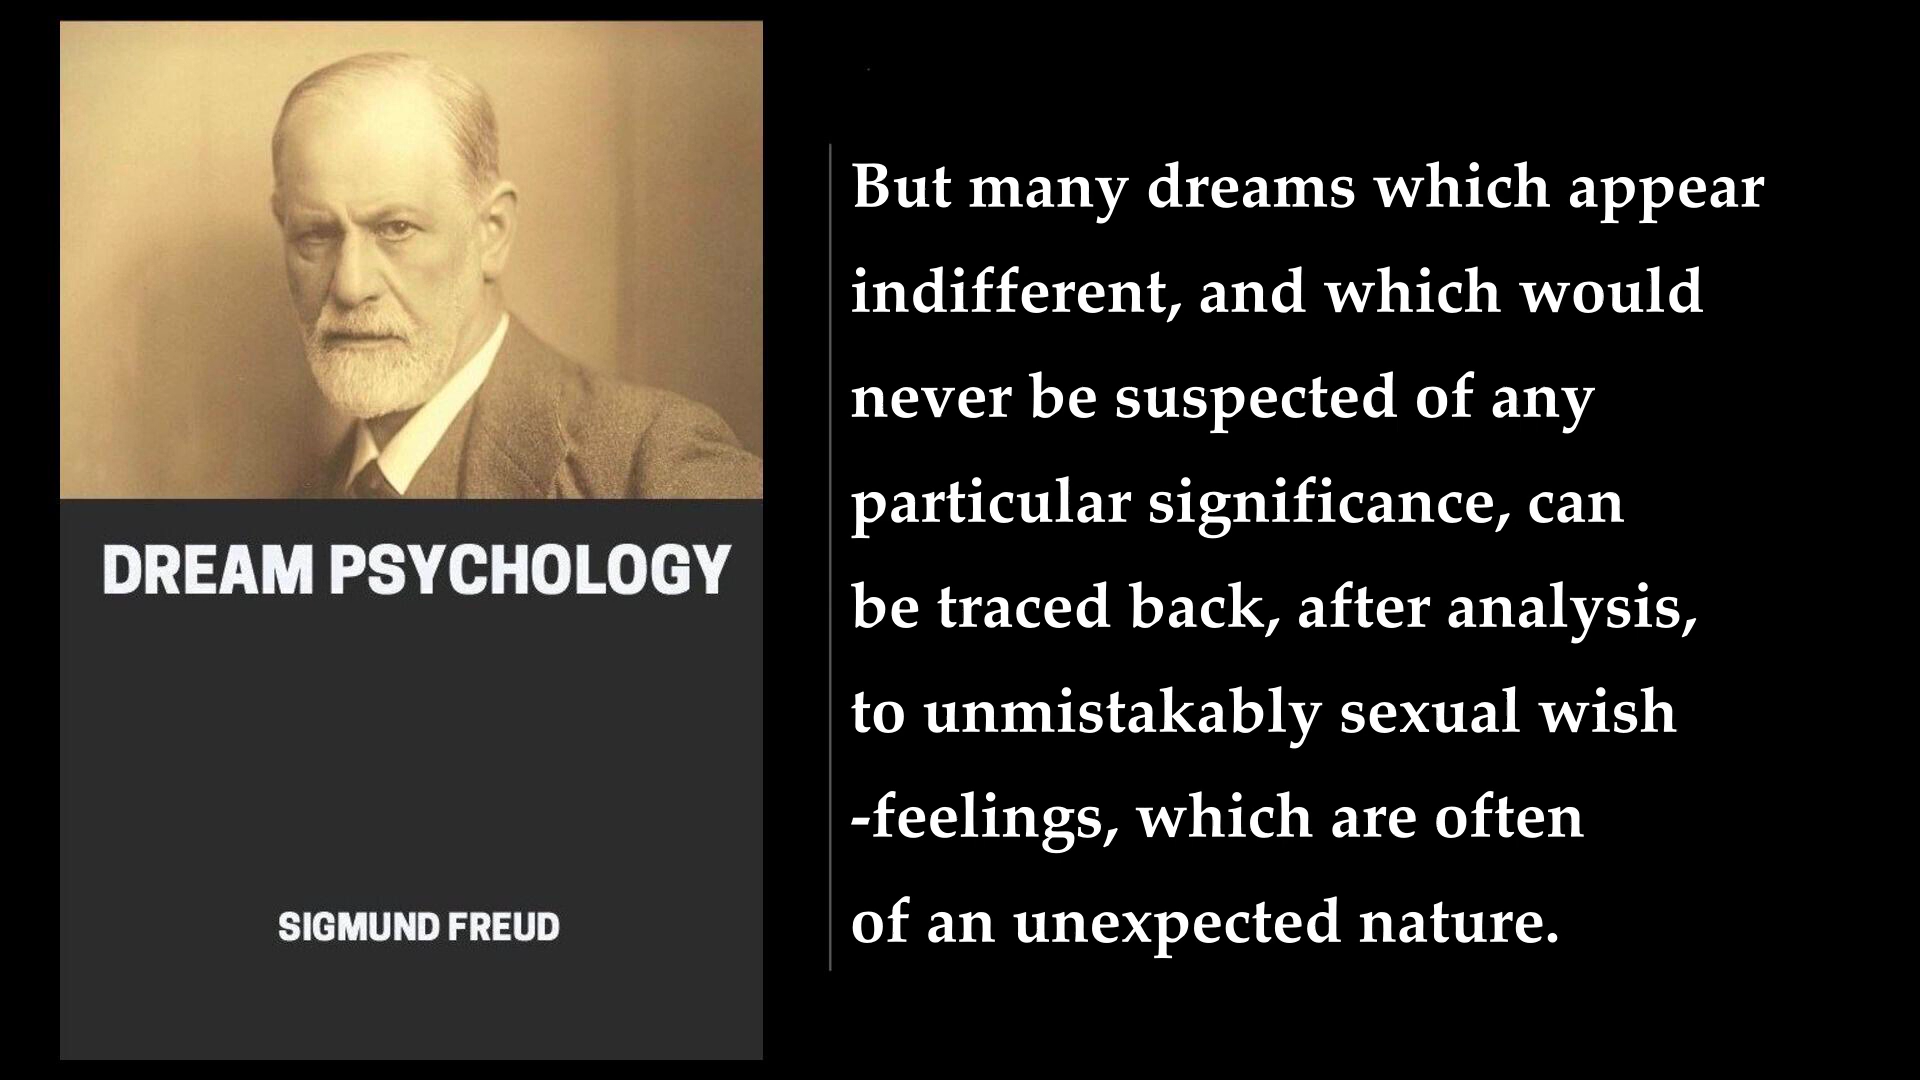 DREAM PSYCHOLOGY
SIGMUND FREUD
But many dreams which appear
indifferent, and which would
never be suspected of any
particular significance, can
be traced back, after analysis,
to unmistakably sexual wish
-feelings, which are often
of an unexpected nature.